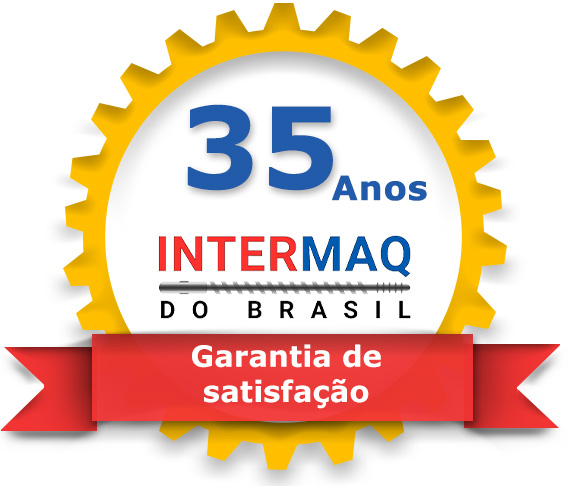 35
Anos
INTERMAQ
DO BRASIL
Garantia de
satisfação